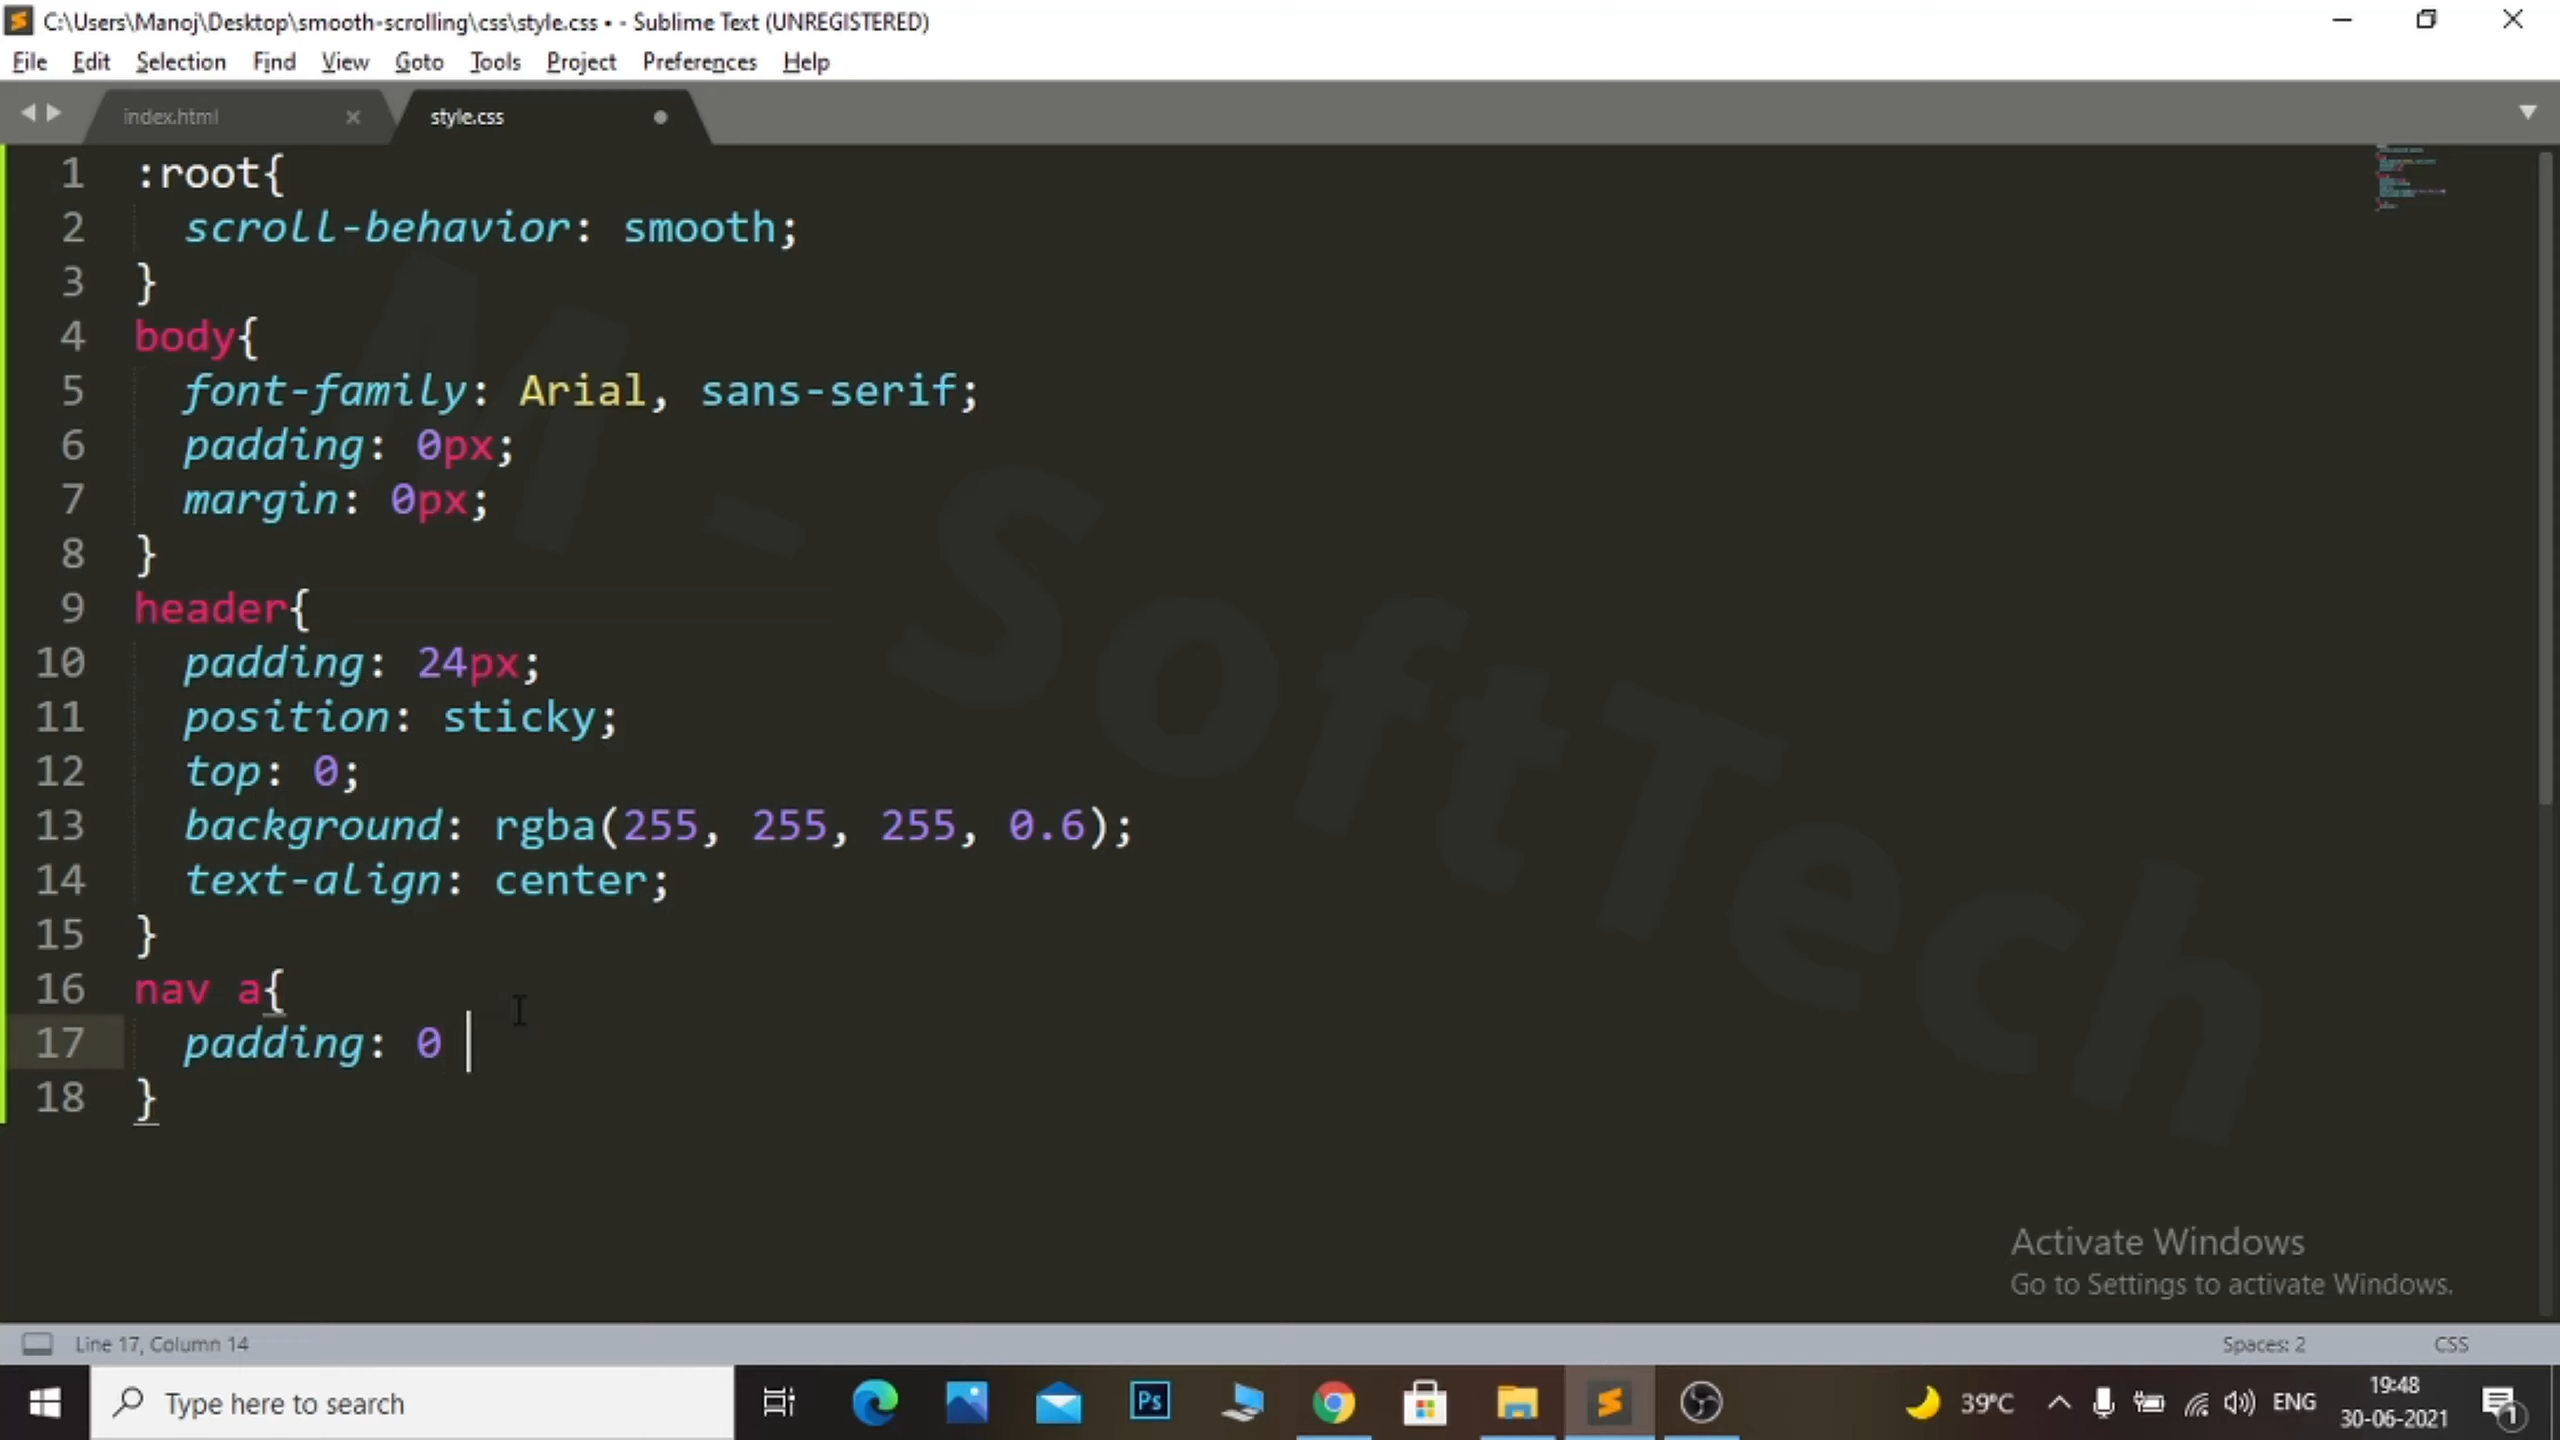 C:\Users\Manoj\Desktop\smooth-scrolling\css\style.css • - Sublime Text (UNREGISTERED)
File Edit Selection Find View Goto Tools Project Preferences Help
index.html style.css
1 :root{
2 scroll-behavior: smooth;
3 }
4 body{
5 font-family: Arial, sans-serif;
6 padding: 0px;
7 margin: 0px;
8 }
9 header{
10 padding: 24px;
11 position: sticky;
12 top: 0;
13 background: rgba(255, 255, 255, 0.6);
14 text-align: center;
15 }
16 nav a{
17 padding: 0
18 }
M - SoftTech
Activate Windows
Go to Settings to activate Windows.
Line 17, Column 14 Spaces: 2 CSS
Type here to search Ps 39°C ENG 19:48
30-06-2021 1